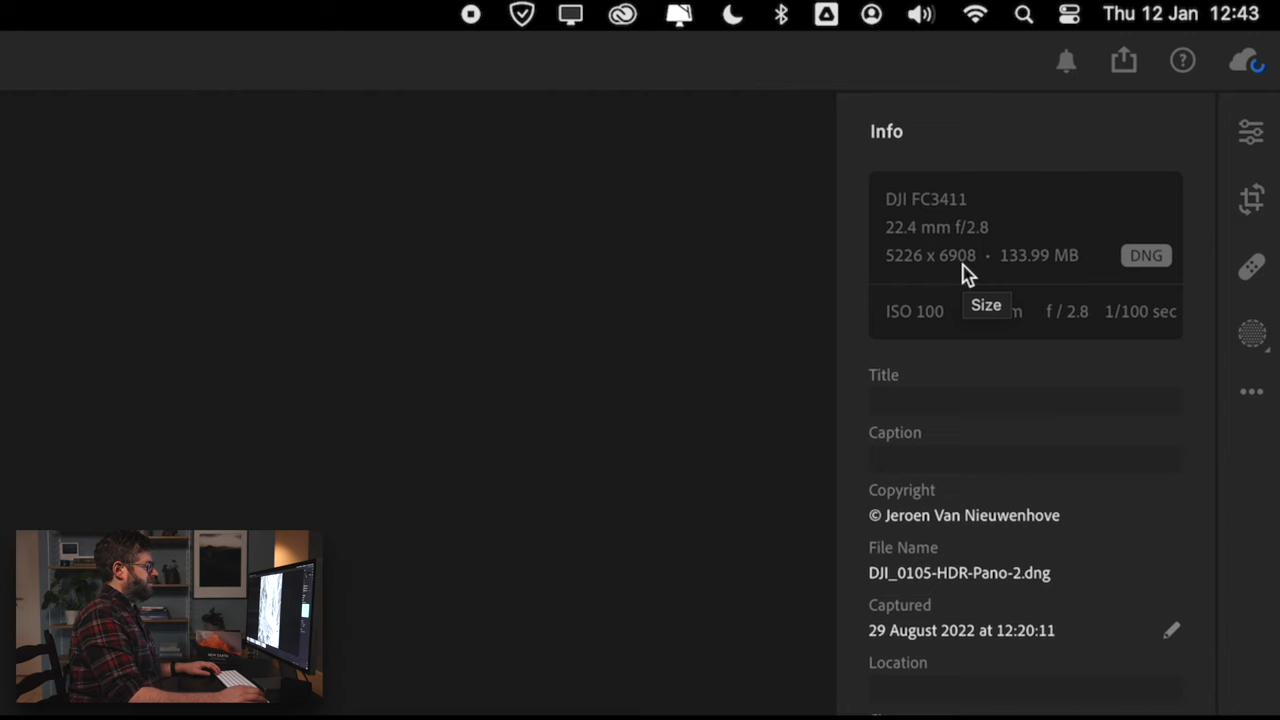 Thu 12 Jan 12:43
Info
DJI FC3411
22.4 mm f/2.8
5226 x 6908 • 133.99 MB DNG
Size
ISO 100 m f / 2.8 1/100 sec
Title
Caption
Copyright
© Jeroen Van Nieuwenhove
File Name
DJI_0105-HDR-Pano-2.dng
Captured
29 August 2022 at 12:20:11
Location